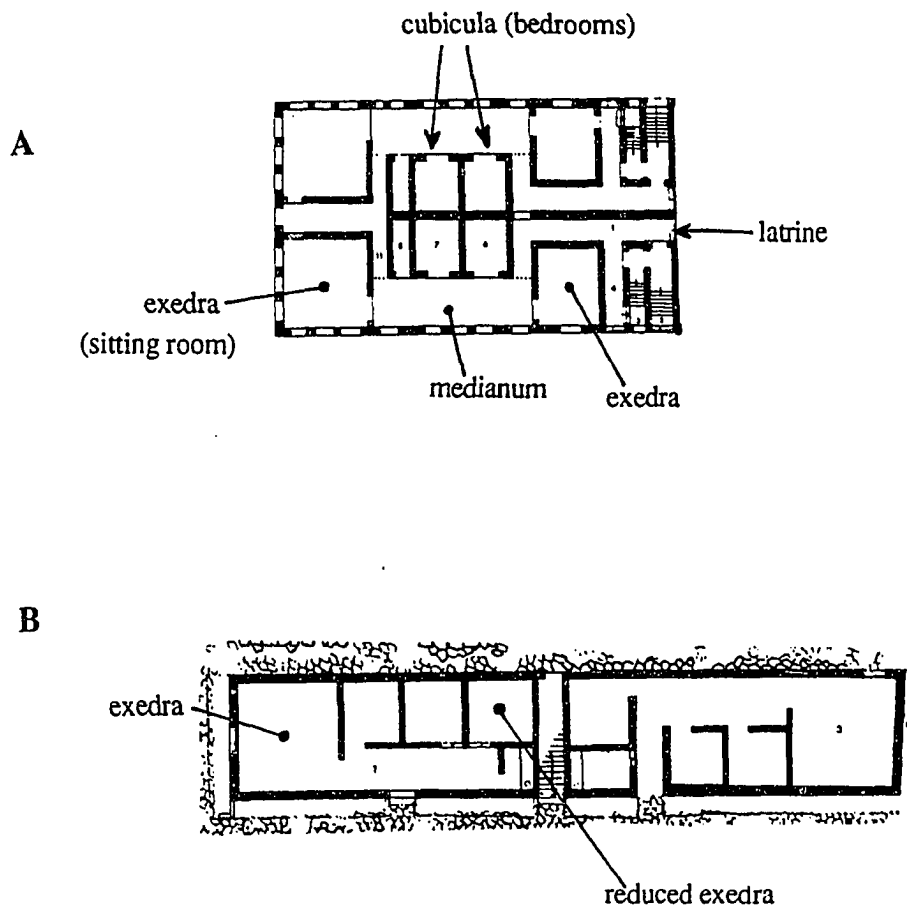 cubicula (bedrooms)
A
latrine
exedra
(sitting room)
medianum
exedra
B
exedra
reduced exedra